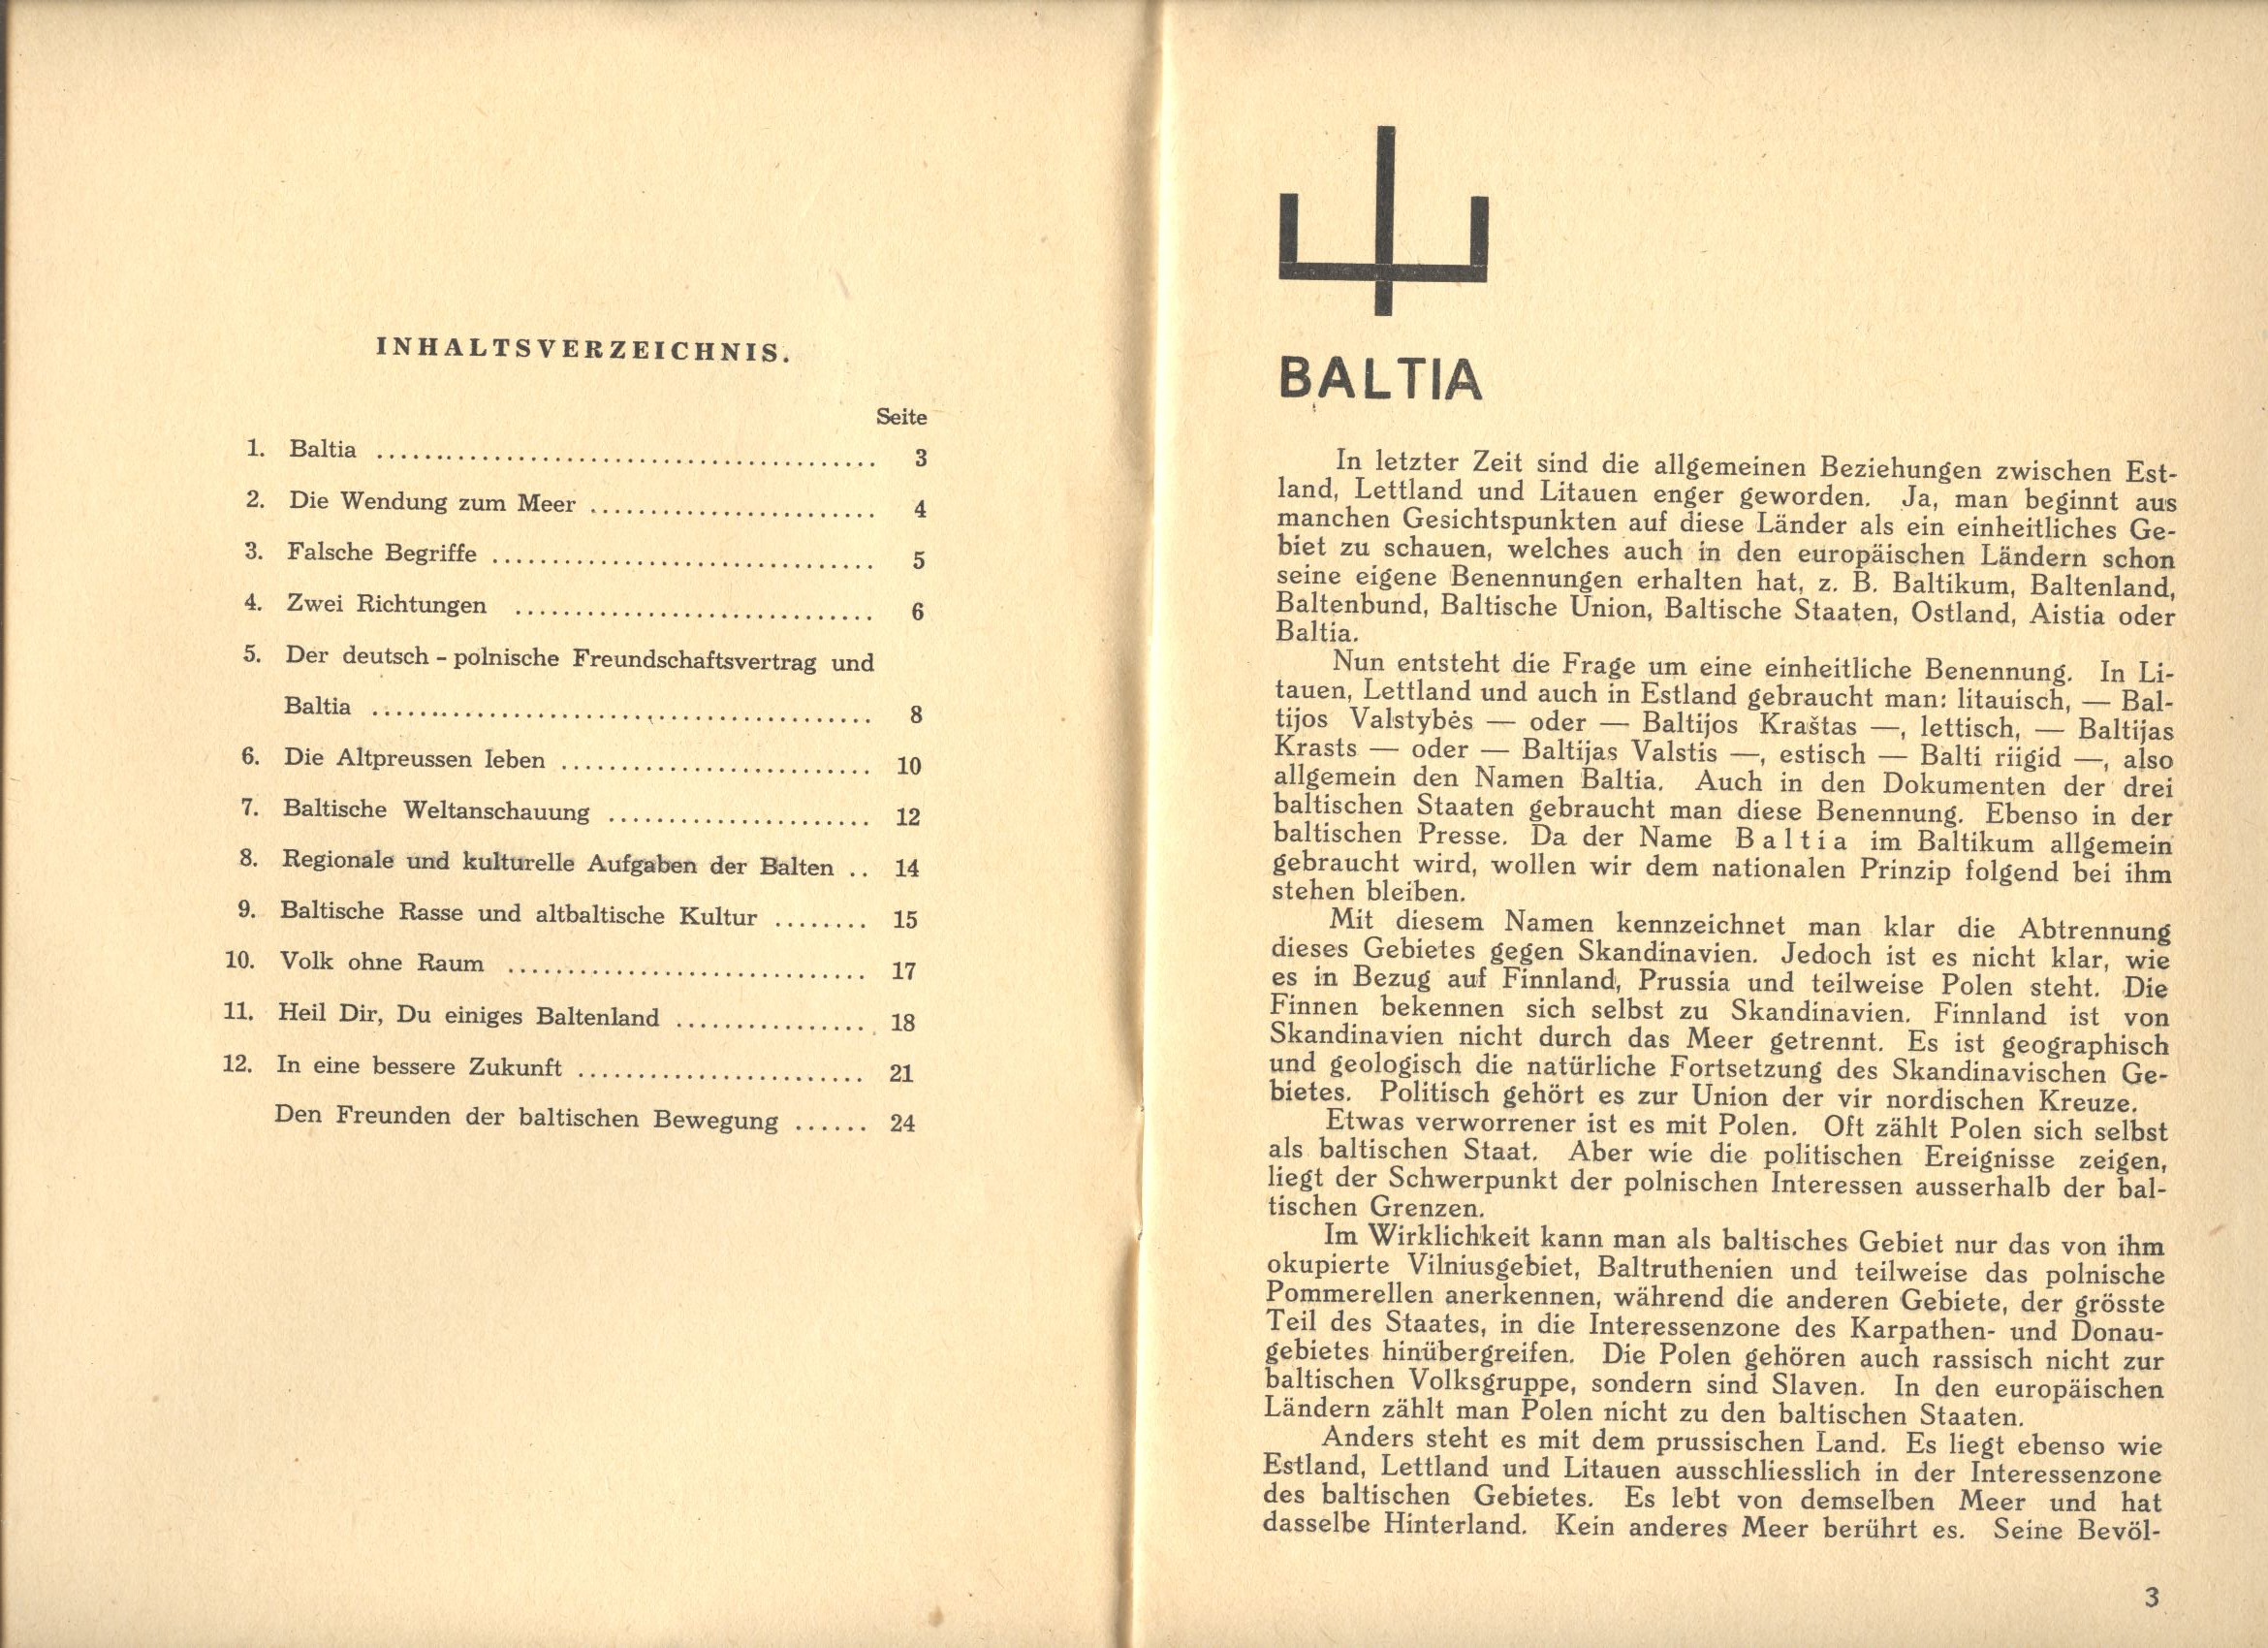 INHALTSVERZEICHNIS.
Seite
1. Baltia .......................................... 3
2. Die Wendung zum Meer ........................ 4
3. Falsche Begriffe ................................ 5
4. Zwei Richtungen .............................. 6
5. Der deutsch - polnische Freundschaftsvertrag und
Baltia .......................................... 8
6. Die Altpreussen leben .......................... 10
7. Baltische Weltanschauung ...................... 12
8. Regionale und kulturelle Aufgaben der Balten .. 14
9. Baltische Rasse und altbaltische Kultur ........ 15
10. Volk ohne Raum .............................. 17
11. Heil Dir, Du einiges Baltenland ................ 18
12. In eine bessere Zukunft ........................ 21
Den Freunden der baltischen Bewegung ...... 24
BALTIA
In letzter Zeit sind die allgemeinen Beziehungen zwischen Est-
land, Lettland und Litauen enger geworden. Ja, man beginnt aus
manchen Gesichtspunkten auf diese Länder als ein einheitliches Ge-
biet zu schauen, welches auch in den europäischen Ländern schon
seine eigene Benennungen erhalten hat, z. B. Baltikum, Baltenland,
Baltenbund, Baltische Union, Baltische Staaten, Ostland, Aistia oder
Baltia.
Nun entsteht die Frage um eine einheitliche Benennung. In Li-
tauen, Lettland und auch in Estland gebraucht man: litauisch, — Bal-
tijos Valstybės — oder — Baltijos Kraštas —, lettisch, — Baltijas
Krasts — oder — Baltijas Valstis —, estisch — Balti riigid —, also
allgemein den Namen Baltia. Auch in den Dokumenten der drei
baltischen Staaten gebraucht man diese Benennung. Ebenso in der
baltischen Presse. Da der Name B a l t i a im Baltikum allgemein
gebraucht wird, wollen wir dem nationalen Prinzip folgend bei ihm
stehen bleiben.
Mit diesem Namen kennzeichnet man klar die Abtrennung
dieses Gebietes gegen Skandinavien. Jedoch ist es nicht klar, wie
es in Bezug auf Finnland, Prussia und teilweise Polen steht. Die
Finnen bekennen sich selbst zu Skandinavien. Finnland ist von
Skandinavien nicht durch das Meer getrennt. Es ist geographisch
und geologisch die natürliche Fortsetzung des Skandinavischen Ge-
bietes. Politisch gehört es zur Union der vir nordischen Kreuze.
Etwas verworrener ist es mit Polen. Oft zählt Polen sich selbst
als baltischen Staat. Aber wie die politischen Ereignisse zeigen,
liegt der Schwerpunkt der polnischen Interessen ausserhalb der bal-
tischen Grenzen.
Im Wirklichkeit kann man als baltisches Gebiet nur das von ihm
okupierte Vilniusgebiet, Baltruthenien und teilweise das polnische
Pommerellen anerkennen, während die anderen Gebiete, der grösste
Teil des Staates, in die Interessenzone des Karpathen- und Donau-
gebietes hinübergreifen. Die Polen gehören auch rassisch nicht zur
baltischen Volksgruppe, sondern sind Slaven. In den europäischen
Ländern zählt man Polen nicht zu den baltischen Staaten.
Anders steht es mit dem prussischen Land. Es liegt ebenso wie
Estland, Lettland und Litauen ausschliesslich in der Interessenzone
des baltischen Gebietes. Es lebt von demselben Meer und hat
dasselbe Hinterland. Kein anderes Meer berührt es. Seine Bevöl-
3